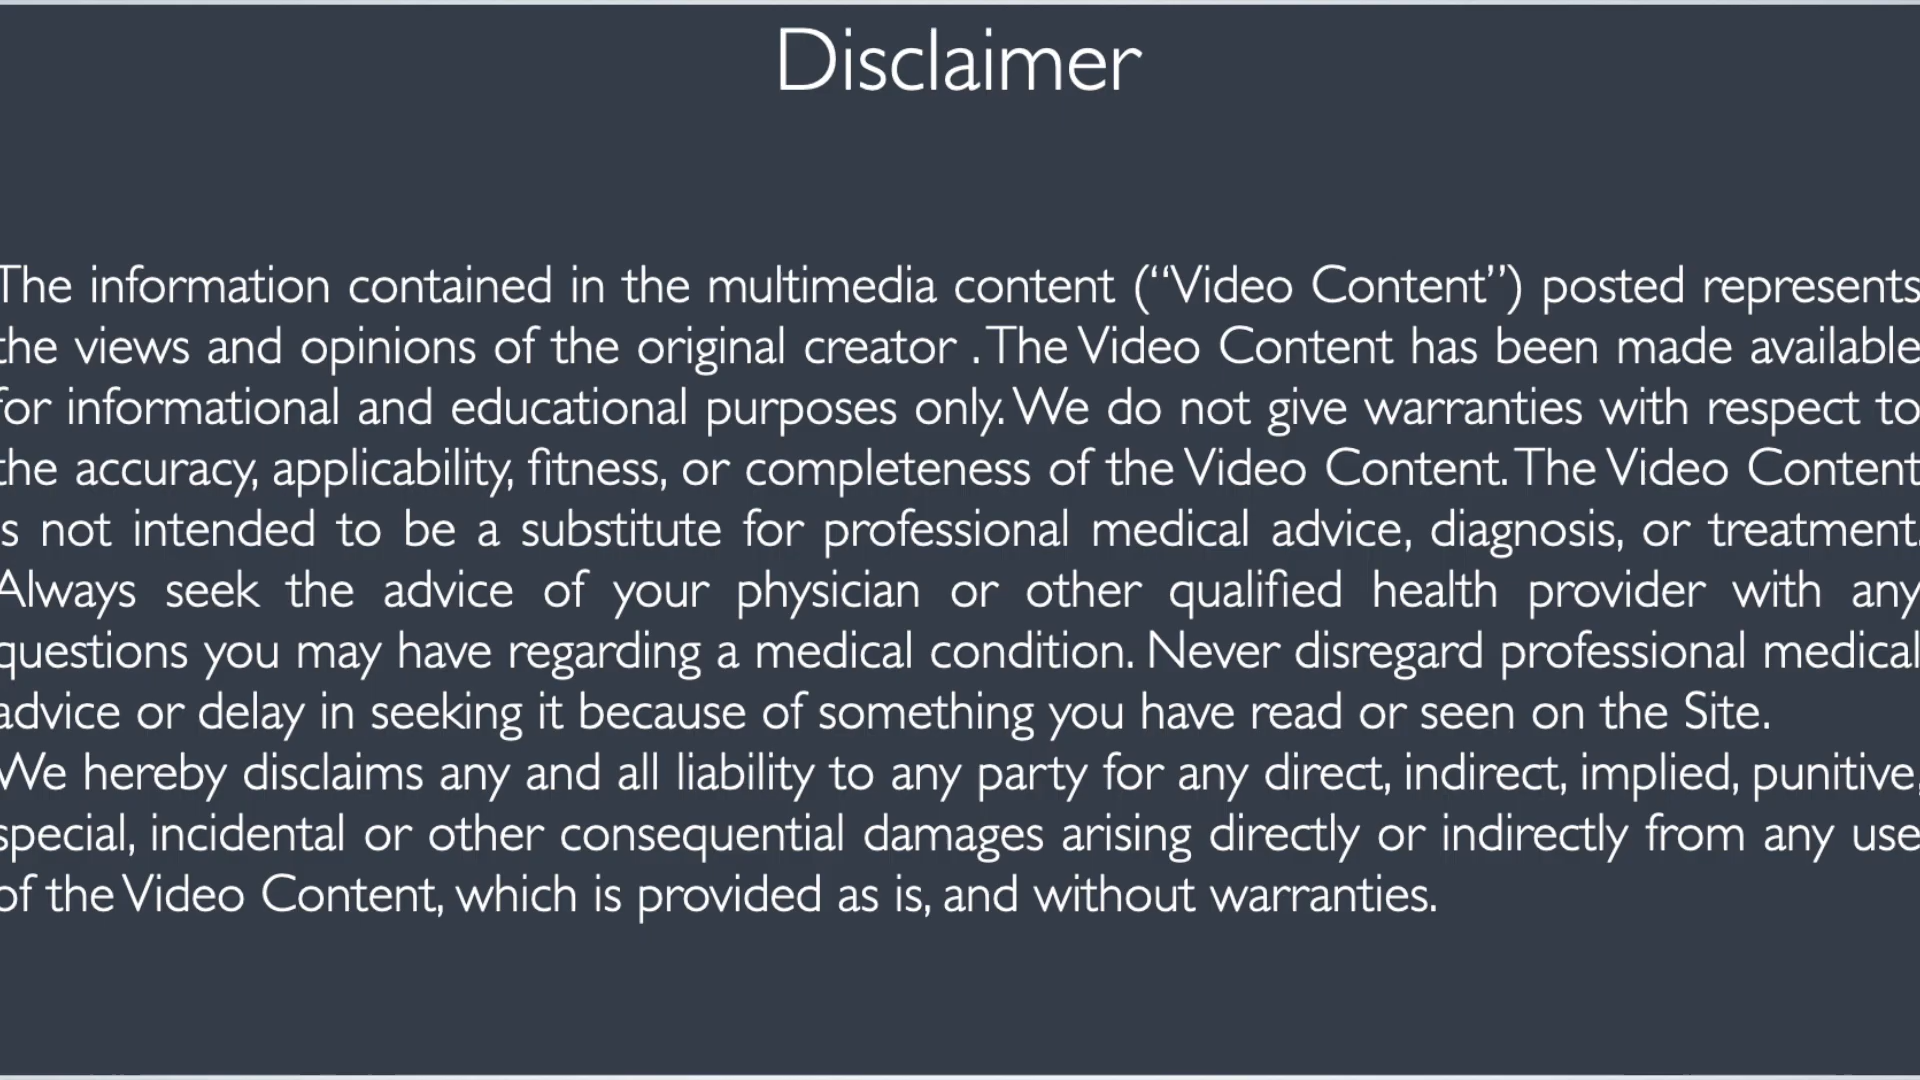 Disclaimer
The information contained in the multimedia content (“Video Content”) posted represents
the views and opinions of the original creator . The Video Content has been made available
for informational and educational purposes only. We do not give warranties with respect to
the accuracy, applicability, fitness, or completeness of the Video Content. The Video Content
is not intended to be a substitute for professional medical advice, diagnosis, or treatment.
Always seek the advice of your physician or other qualified health provider with any
questions you may have regarding a medical condition. Never disregard professional medical
advice or delay in seeking it because of something you have read or seen on the Site.
We hereby disclaims any and all liability to any party for any direct, indirect, implied, punitive,
special, incidental or other consequential damages arising directly or indirectly from any use
of the Video Content, which is provided as is, and without warranties.